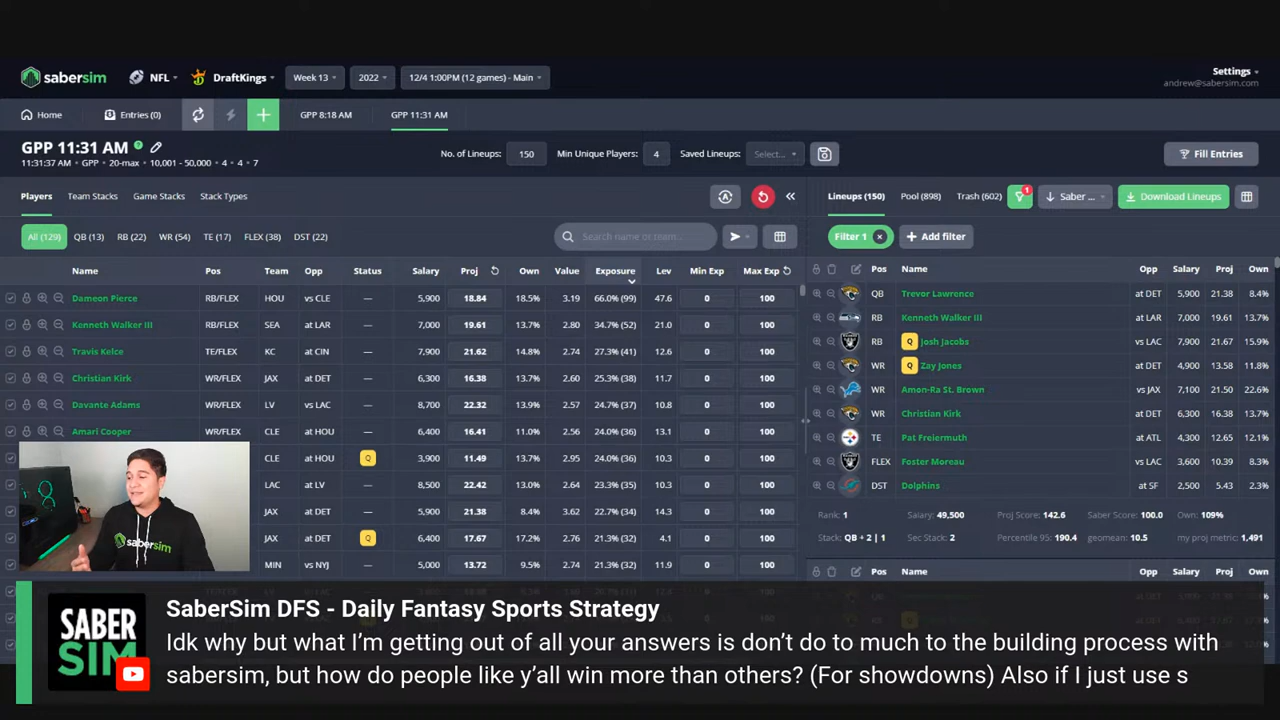 sabersim NFL DraftKings Week 13 2022 12/4 1:00PM (12 games) - Main Settings
andrew@sabersim.com
Home Entries (0) GPP 8:18 AM GPP 11:31 AM
GPP 11:31 AM No. of Lineups: 150 Min Unique Players: 4 Saved Lineups: Select... Fill Entries
11:31:37 AM • GPP • 20-max • 10,001 - 50,000 • 4 • 4 • 7
Players Team Stacks Game Stacks Stack Types A Lineups (150) Pool (898) Trash (602) 1 Saber ... Download Lineups
All (129) QB (13) RB (22) WR (54) TE (17) FLEX (38) DST (22) Search name or team... Filter 1 Add filter
Name Pos Team Opp Status Salary Proj Own Value Exposure Lev Min Exp Max Exp
Dameon Pierce RB/FLEX HOU vs CLE — 5,900 18.84 18.5% 3.19 66.0% (99) 47.6 0 100
Kenneth Walker III RB/FLEX SEA at LAR — 7,000 19.61 13.7% 2.80 34.7% (52) 21.0 0 100
Travis Kelce TE/FLEX KC at CIN — 7,900 21.62 14.8% 2.74 27.3% (41) 12.6 0 100
Christian Kirk WR/FLEX JAX at DET — 6,300 16.38 13.7% 2.60 25.3% (38) 11.7 0 100
Davante Adams WR/FLEX LV vs LAC — 8,700 22.32 13.9% 2.57 24.7% (37) 10.8 0 100
Amari Cooper WR/FLEX CLE at HOU — 6,400 16.41 11.0% 2.56 24.0% (36) 13.1 0 100
CLE at HOU Q 3,900 11.49 13.7% 2.95 24.0% (36) 10.3 0 100
LAC at LV — 8,500 22.42 13.0% 2.64 23.3% (35) 10.3 0 100
JAX at DET — 5,900 21.38 8.4% 3.62 22.7% (34) 14.3 0 100
JAX at DET Q 6,400 17.67 17.2% 2.76 21.3% (32) 4.1 0 100
MIN vs NYJ — 5,000 13.72 9.5% 2.74 21.3% (32) 11.8 0 100
Pos Name Opp Salary Proj Own
QB Trevor Lawrence at DET 5,900 21.38 8.4%
RB Kenneth Walker III at LAR 7,000 19.61 13.7%
RB Q Josh Jacobs vs LAC 7,900 21.67 15.9%
WR Q Zay Jones at DET 4,900 13.58 11.8%
WR Amon-Ra St. Brown vs JAX 7,100 21.50 22.6%
WR Christian Kirk at DET 6,300 16.38 13.7%
TE Pat Freiermuth at ATL 4,300 12.65 12.1%
FLEX Foster Moreau vs LAC 3,600 10.39 8.3%
DST Dolphins at SF 2,500 5.43 2.3%
Rank: 1 Salary: 49,500 Proj Score: 142.6 Saber Score: 100.0 Own: 109%
Stack: QB + 2 | 1 Sec Stack: 2 Percentile 95: 190.4 geomean: 10.5 my proj metric: 1,491
Pos Name Opp Salary Proj Own
sabersim
SABER
SIM
SaberSim DFS - Daily Fantasy Sports Strategy
Idk why but what I’m getting out of all your answers is don’t do to much to the building process with
sabersim, but how do people like y’all win more than others? (For showdowns) Also if I just use s